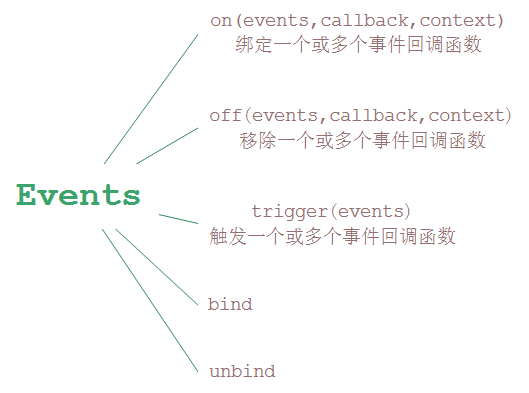 on(events,callback,context)
绑定一个或多个事件回调函数
off(events,callback,context)
移除一个或多个事件回调函数
Events
trigger(events)
触发一个或多个事件回调函数
bind
unbind